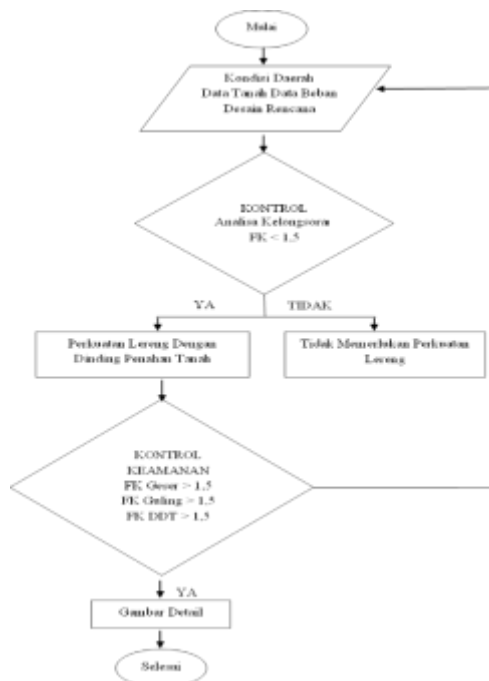 Mulai
Kondisi Daerah
Data Tanah Data Beban
Desain Rencana
KONTROL
Analisa Kelongsoran
FK < 1.5
YA
TIDAK
Perkuatan Lereng Dengan
Dinding Penahan Tanah
Tidak Memerlukan Perkuatan
Lereng
KONTROL
KEAMANAN
FK Geser > 1.5
FK Guling > 1.5
FK DDT > 1.5
YA
Gambar Detail
Selesai